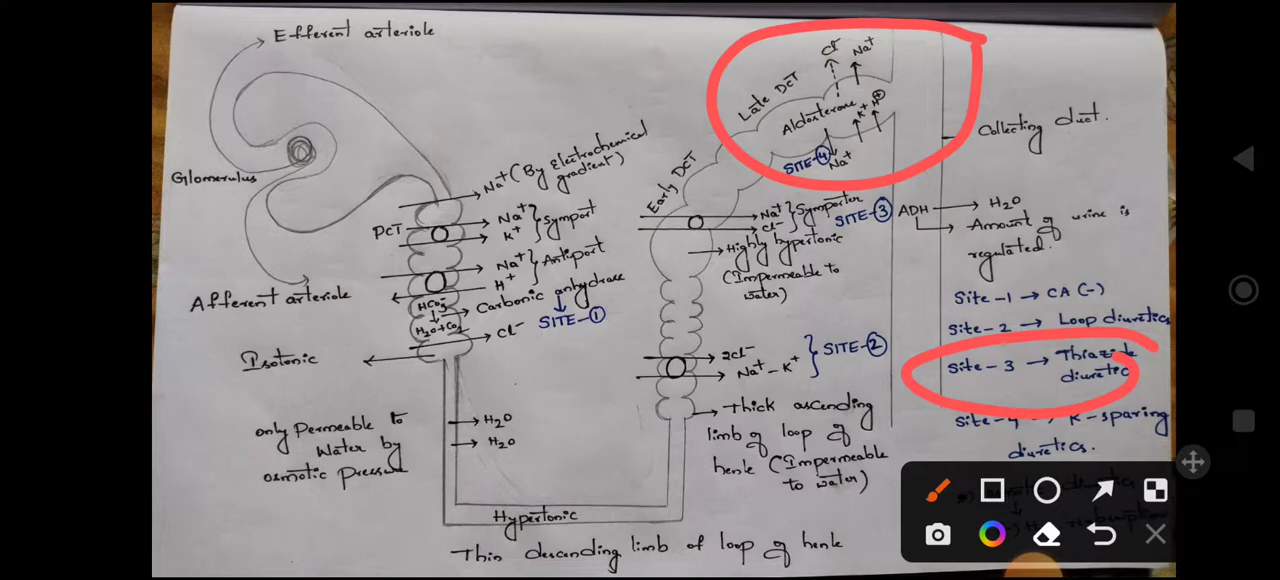 Efferent arteriole
Glomerulus
Afferent arteriole
Na⁺ (By Electrochemical
gradient)
PCT
Na⁺
K⁺
Symport
Na⁺
H⁺
Antiport
HCO₃⁻
H₂O+CO₂
Carbonic anhydrase
SITE-①
Cl⁻
Isotonic
only Permeable to
water by
osmotic pressure
H₂O
H₂O
Hypertonic
Thin descending limb of loop of henle
Late DCT
Cl⁻
Na⁺
Aldosterone
K⁺
H⁺
SITE-④
Na⁺
Early DCT
Na⁺
Cl⁻
Symporter
SITE-③
Highly hypertonic
(Impermeable to
water)
2Cl⁻
Na⁺-K⁺
SITE-②
Thick ascending
limb of loop of
henle (Impermeable
to water)
Collecting duct.
ADH
H₂O
Amount of urine is
regulated.
Site-1 → CA (-)
Site-2 → Loop diuretics
Site-3 → Thiazide
diuretic
Site-4 → K-sparing
diuretics.